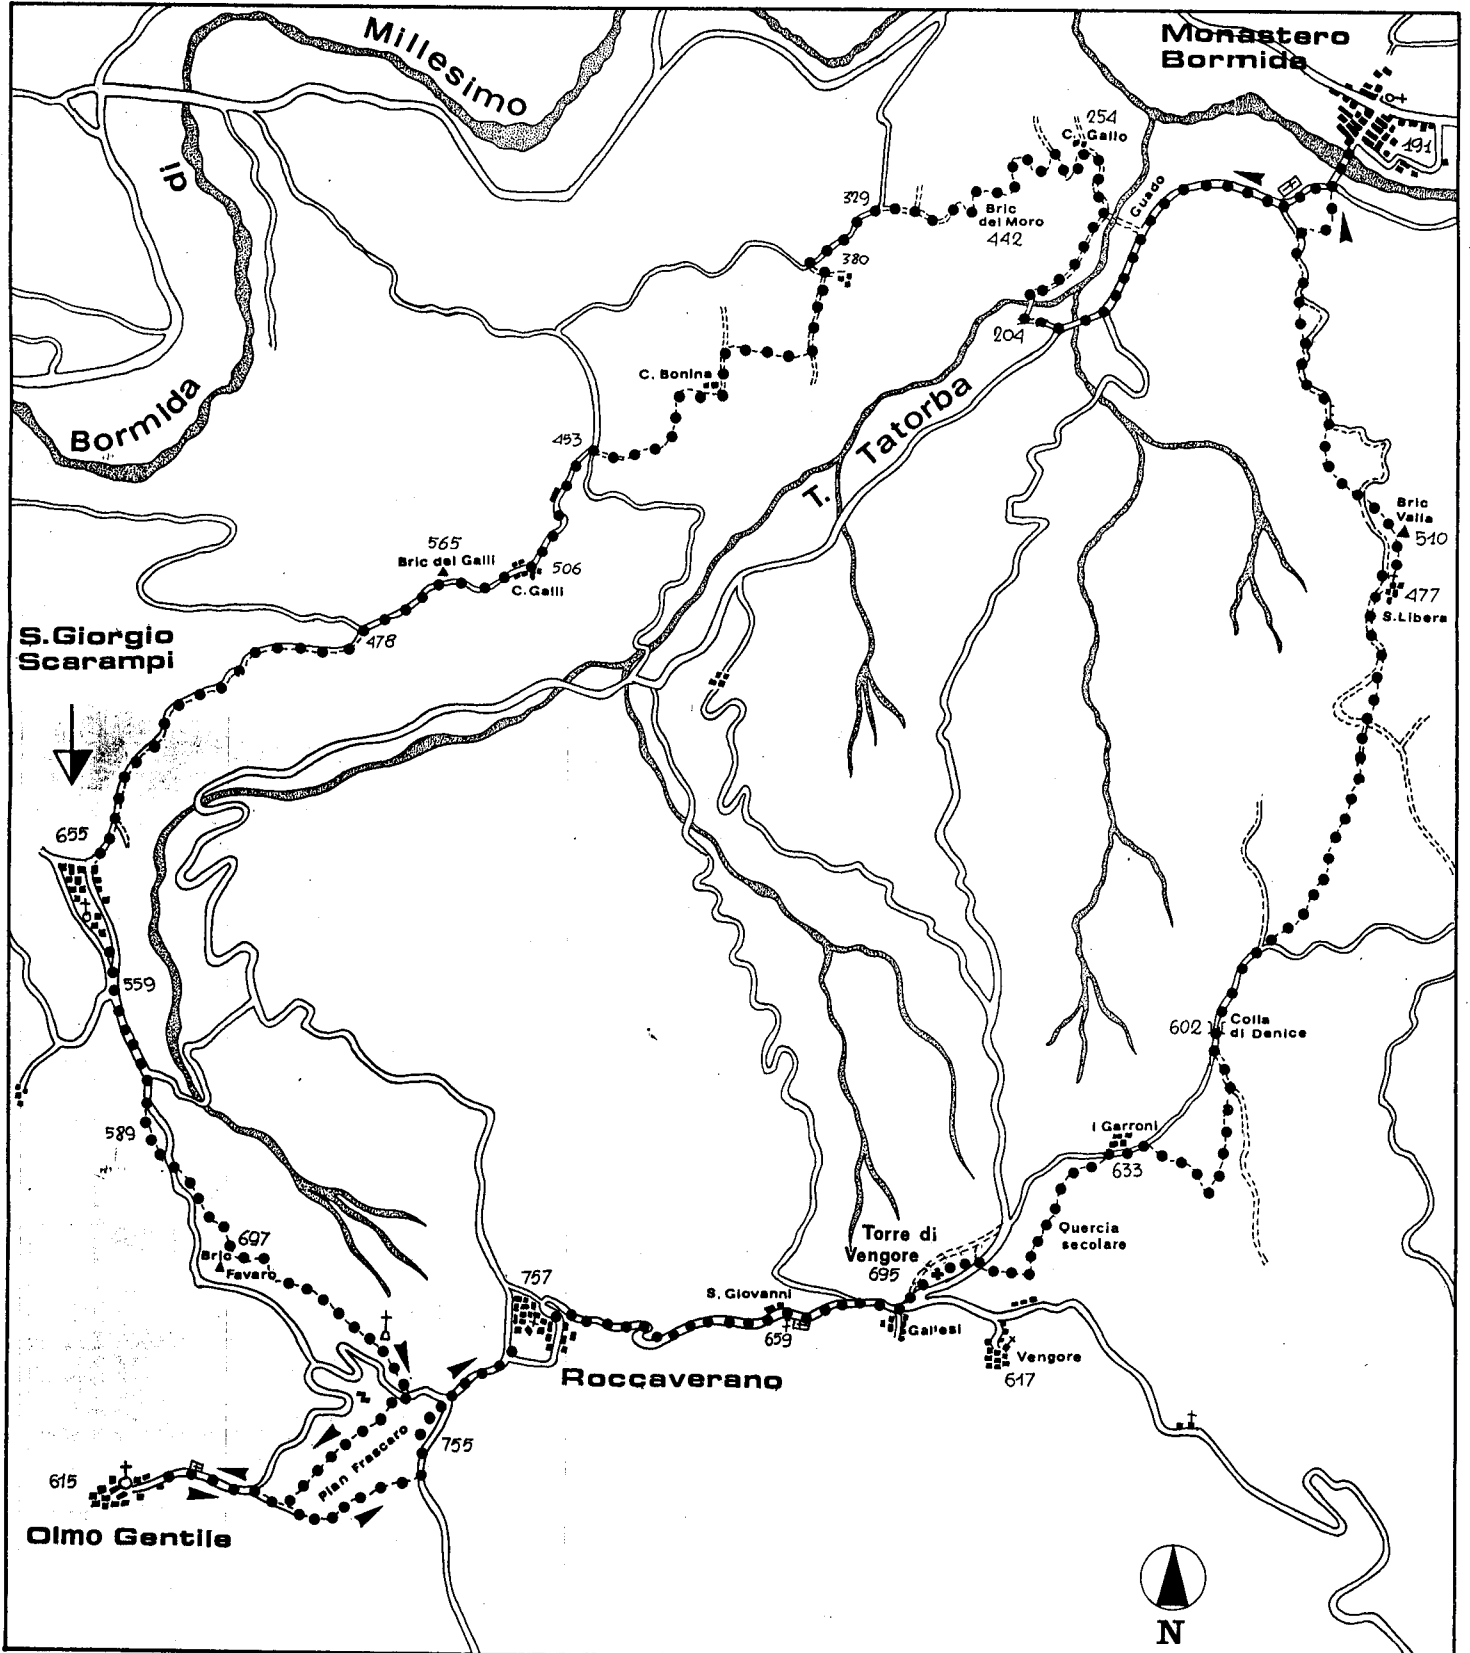 Monastero
Bormida
Millesimo
di
Bormida
254
C. Gallo
191
Guado
329
Bric
del Moro
442
380
204
C. Bonina
T. Tatorba
453
Bric
Valla
510
565
Bric dei Galli
506
C. Galli
477
S. Libera
S. Giorgio
Scarampi
478
655
559
602
Colla
di Denice
589
I Garroni
633
Quercia
secolare
697
Bric
Favaro
Torre di
Vengore
695
757
S. Giovanni
659
Gallesi
Vengore
617
Roccaverano
Pian Frascaro
755
615
Olmo Gentile
N